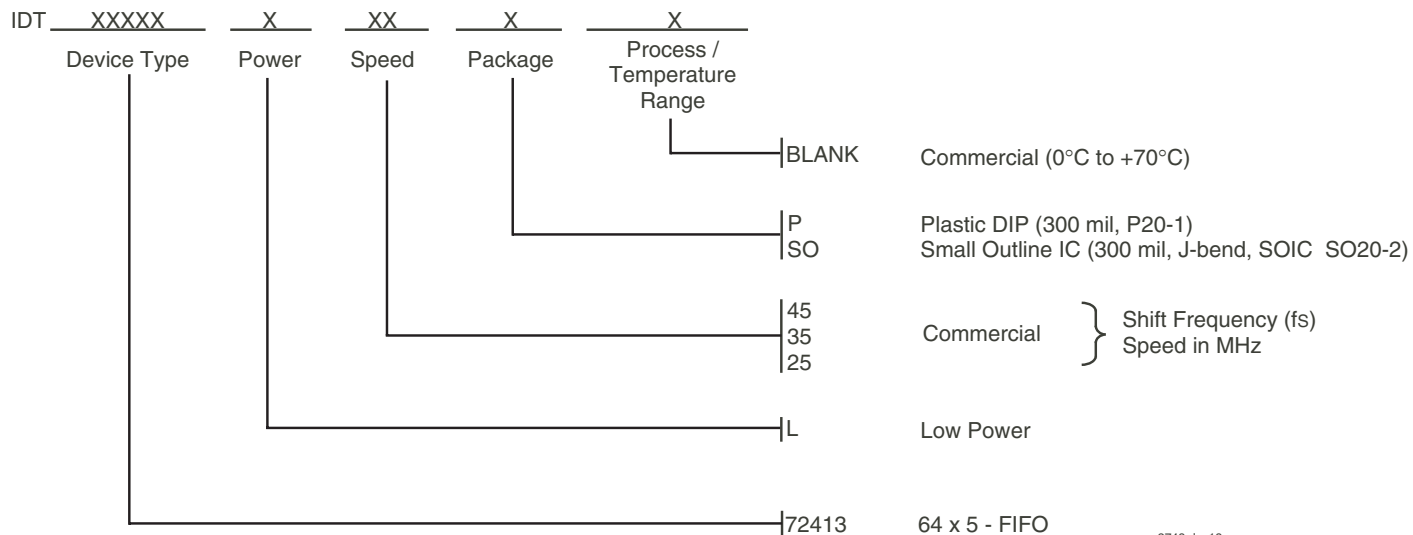 IDT XXXXX X XX X X
Device Type Power Speed Package Process /
Temperature
Range
BLANK Commercial (0°C to +70°C)
P Plastic DIP (300 mil, P20-1)
SO Small Outline IC (300 mil, J-bend, SOIC SO20-2)
45
35 Commercial } Shift Frequency (fs)
25 Speed in MHz
L Low Power
72413 64 x 5 - FIFO